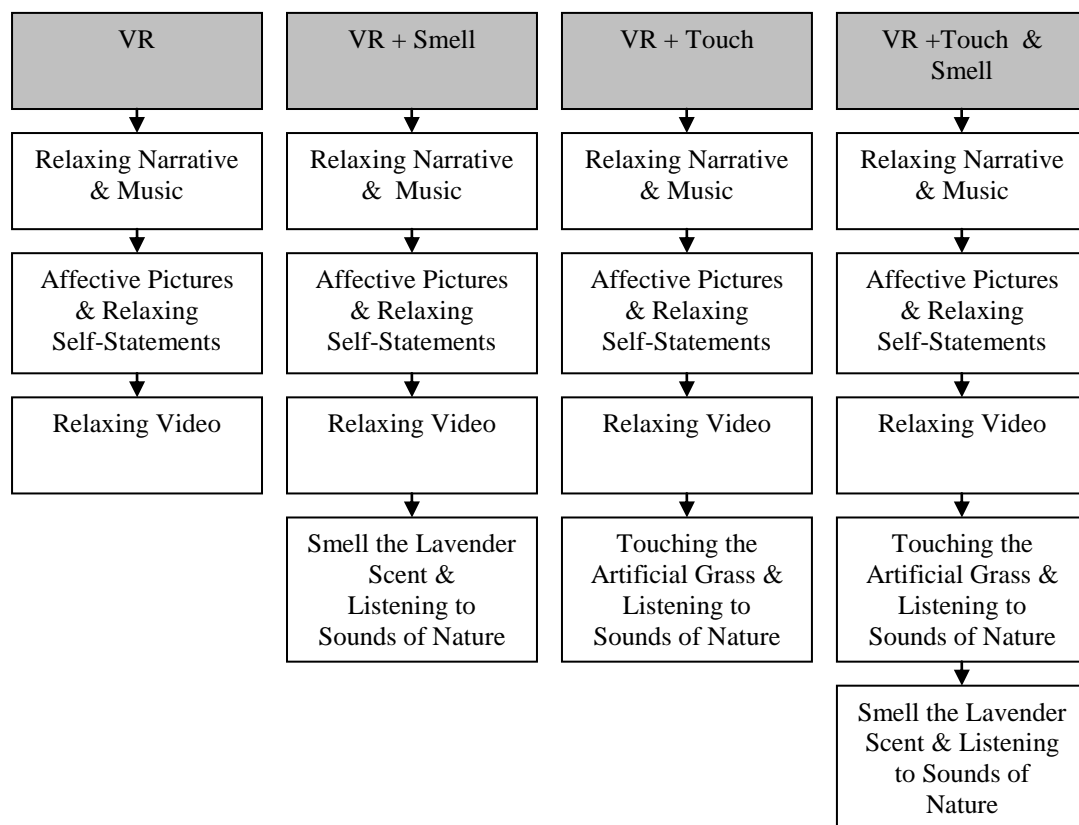 VR
Relaxing Narrative
& Music
Affective Pictures
& Relaxing
Self-Statements
Relaxing Video
VR + Smell
Relaxing Narrative
& Music
Affective Pictures
& Relaxing
Self-Statements
Relaxing Video
Smell the Lavender
Scent &
Listening to
Sounds of Nature
VR + Touch
Relaxing Narrative
& Music
Affective Pictures
& Relaxing
Self-Statements
Relaxing Video
Touching the
Artificial Grass &
Listening to
Sounds of Nature
VR +Touch &
Smell
Relaxing Narrative
& Music
Affective Pictures
& Relaxing
Self-Statements
Relaxing Video
Touching the
Artificial Grass &
Listening to
Sounds of Nature
Smell the Lavender
Scent & Listening
to Sounds of
Nature